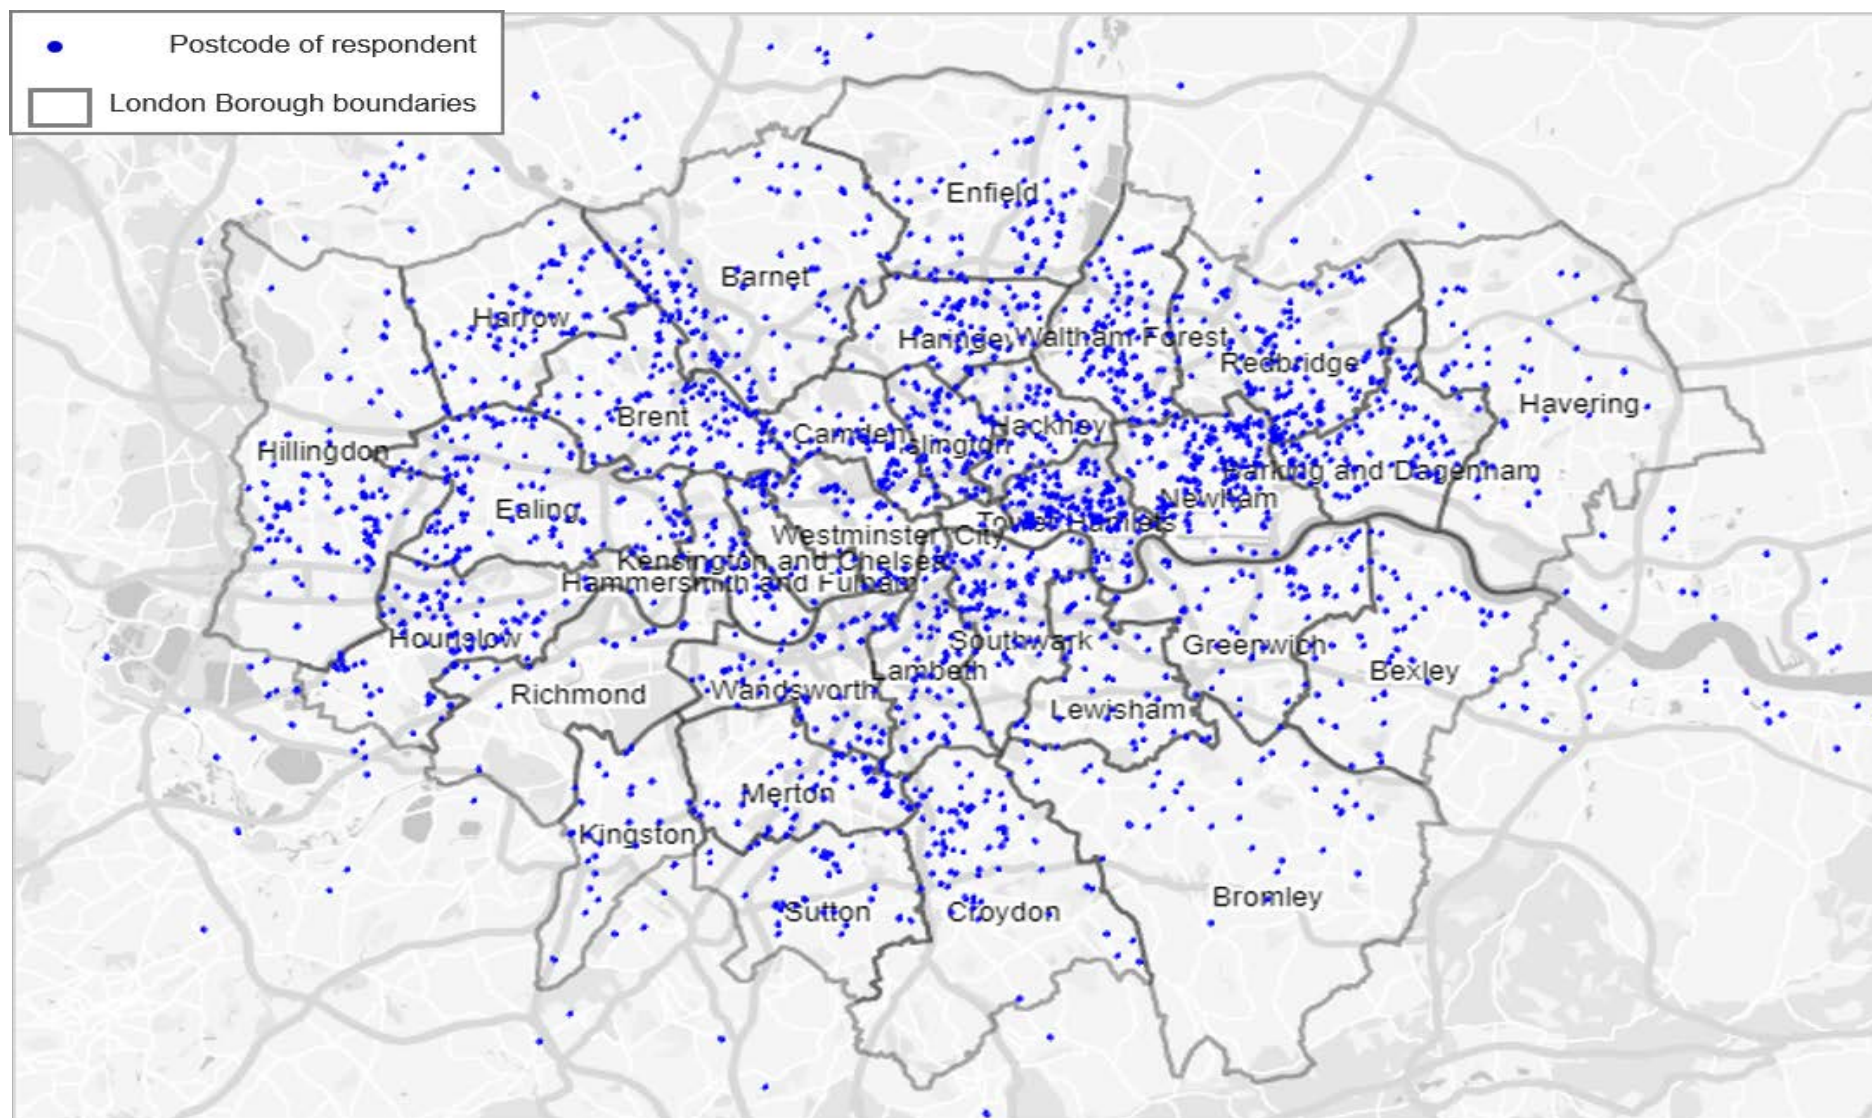 Postcode of respondent
London Borough boundaries
Enfield
Barnet
Harrow
Haringey
Waltham Forest
Redbridge
Havering
Brent
Camden
Islington
Hackney
Hillingdon
Barking and Dagenham
Ealing
Newham
Tower Hamlets
Westminster City
Kensington and Chelsea
Hammersmith and Fulham
Hounslow
Southwark
Greenwich
Lambeth
Bexley
Richmond
Wandsworth
Lewisham
Merton
Kingston
Bromley
Sutton
Croydon